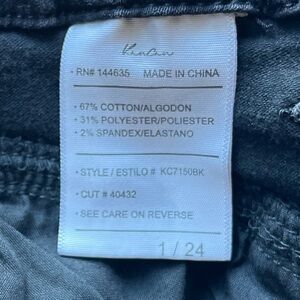 KanCan
• RN# 144635 MADE IN CHINA
• 67% COTTON/ALGODON
• 31% POLYESTER/POLIESTER
• 2% SPANDEX/ELASTANO
• STYLE / ESTILO # KC7150BK
• CUT # 40432
• SEE CARE ON REVERSE
1 / 24